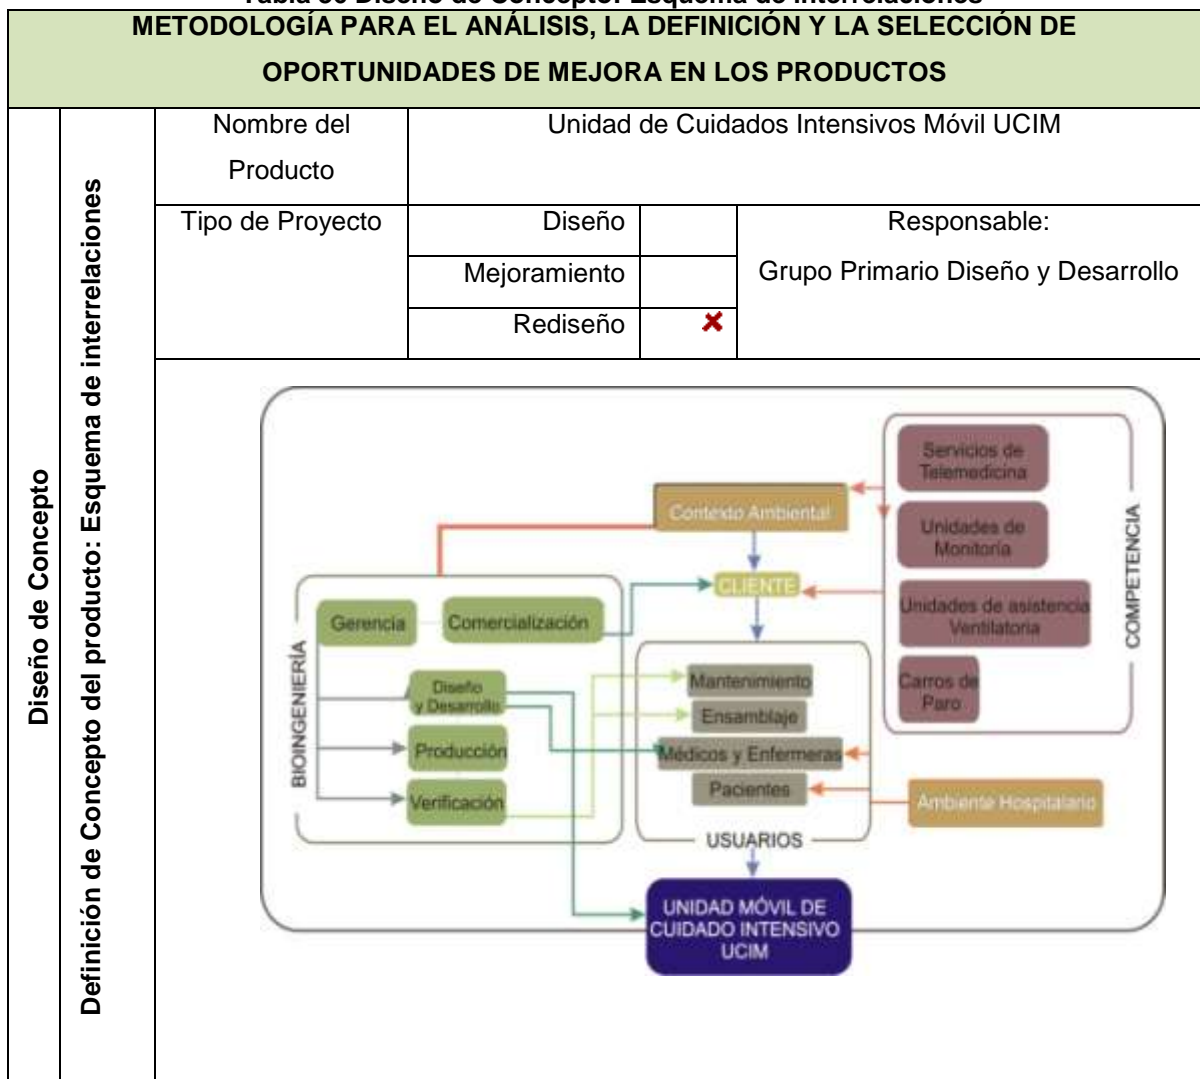 METODOLOGÍA PARA EL ANÁLISIS, LA DEFINICIÓN Y LA SELECCIÓN DE
OPORTUNIDADES DE MEJORA EN LOS PRODUCTOS
Diseño de Concepto
Definición de Concepto del producto: Esquema de interrelaciones
Nombre del
Producto
Unidad de Cuidados Intensivos Móvil UCIM
Tipo de Proyecto
Diseño
Mejoramiento
Rediseño
Responsable:
Grupo Primario Diseño y Desarrollo
Contexto Ambiental
CLIENTE
BIOINGENIERÍA
Gerencia
Comercialización
Diseño
y Desarrollo
Producción
Verificación
Mantenimiento
Ensamblaje
Médicos y Enfermeras
Pacientes
USUARIOS
Servicios de
Telemedicina
Unidades de
Monitoría
Unidades de asistencia
Ventilatoria
Carros de
Paro
COMPETENCIA
Ambiente Hospitalario
UNIDAD MÓVIL DE
CUIDADO INTENSIVO
UCIM